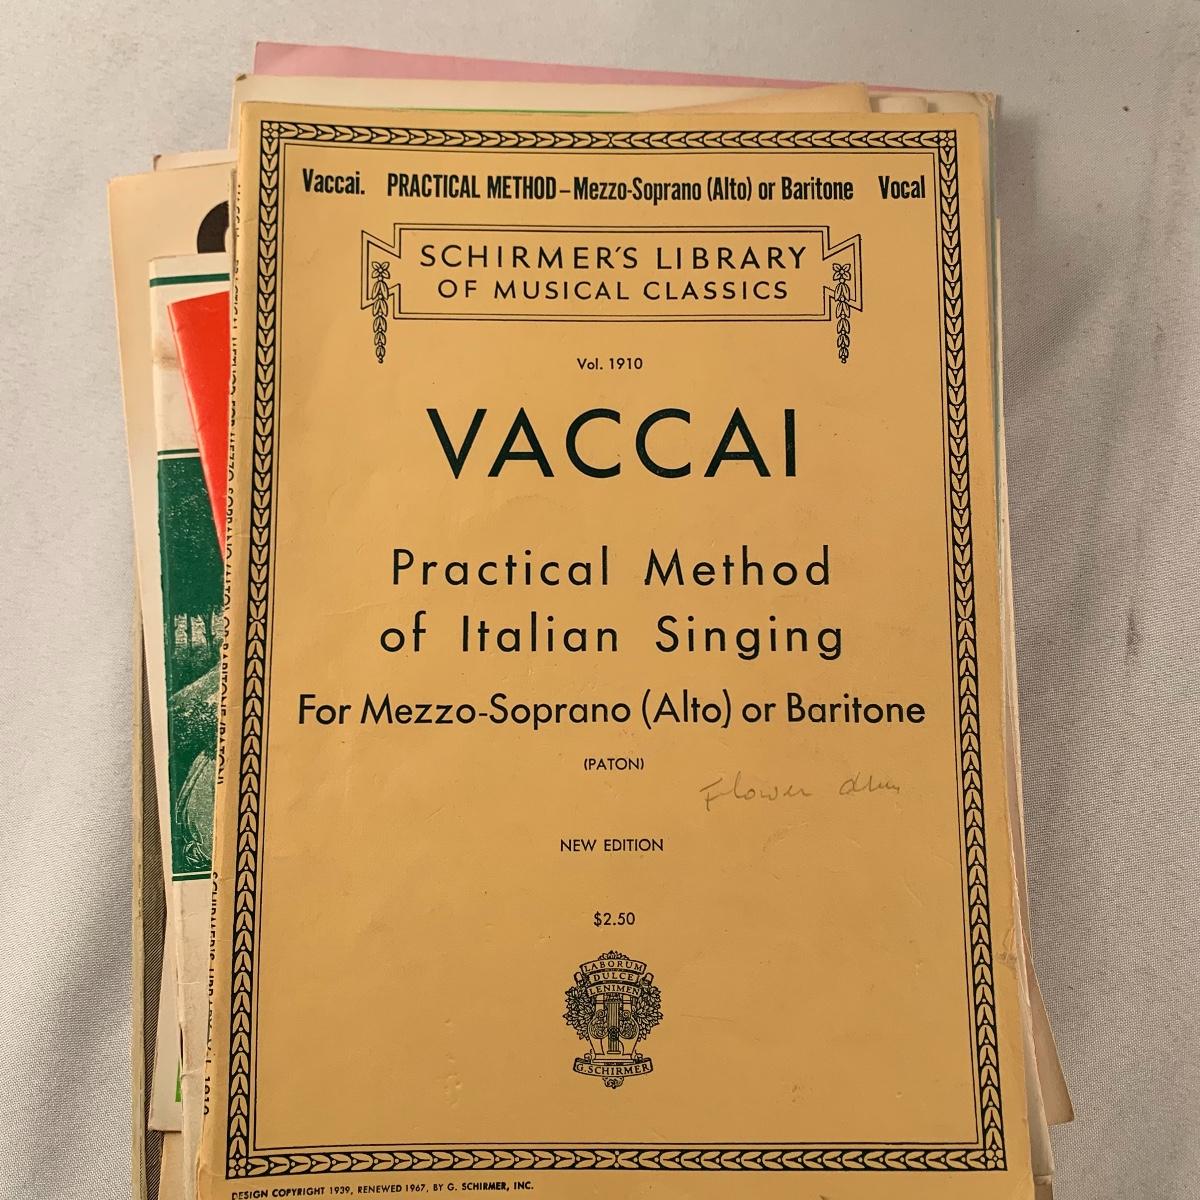 Vaccai. PRACTICAL METHOD – Mezzo-Soprano (Alto) or Baritone Vocal
SCHIRMER'S LIBRARY
OF MUSICAL CLASSICS
Vol. 1910
VACCAI
Practical Method
of Italian Singing
For Mezzo-Soprano (Alto) or Baritone
(PATON)
Flower
NEW EDITION
$2.50
LABORUM
DULCE
LENIMEN
G. SCHIRMER
DESIGN COPYRIGHT 1939, RENEWED 1967, BY G. SCHIRMER, INC.